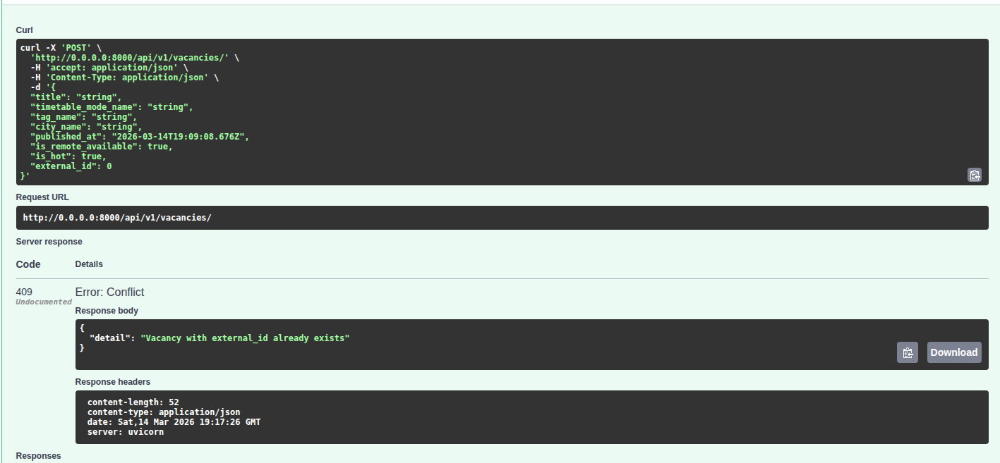 Curl
curl -X 'POST' \
  'http://0.0.0.0:8000/api/v1/vacancies/' \
  -H 'accept: application/json' \
  -H 'Content-Type: application/json' \
  -d '{
  "title": "string",
  "timetable_mode_name": "string",
  "tag_name": "string",
  "city_name": "string",
  "published_at": "2026-03-14T19:09:08.676Z",
  "is_remote_available": true,
  "is_hot": true,
  "external_id": 0
}'
Request URL
http://0.0.0.0:8000/api/v1/vacancies/
Server response
Code Details
409 Error: Conflict
Undocumented
Response body
{
  "detail": "Vacancy with external_id already exists"
}
Download
Response headers
content-length: 52
content-type: application/json
date: Sat,14 Mar 2026 19:17:26 GMT
server: uvicorn
Responses